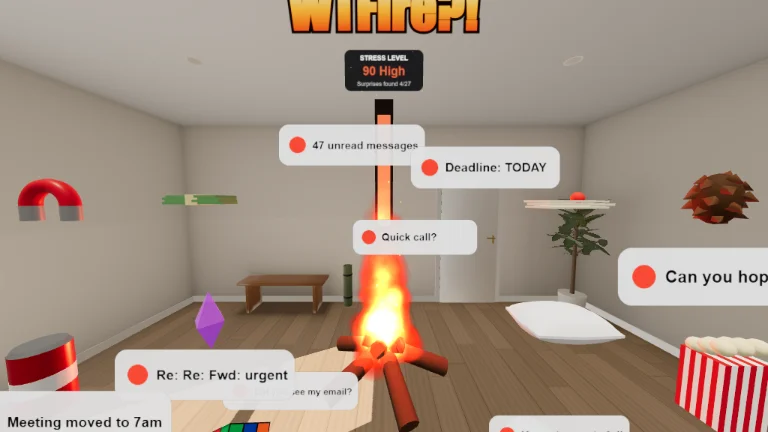 WTFire?!
STRESS LEVEL
90 High
Surprises found 4/27
47 unread messages
Deadline: TODAY
Quick call?
Can you hop
Re: Re: Fwd: urgent
see my email?
Meeting moved to 7am